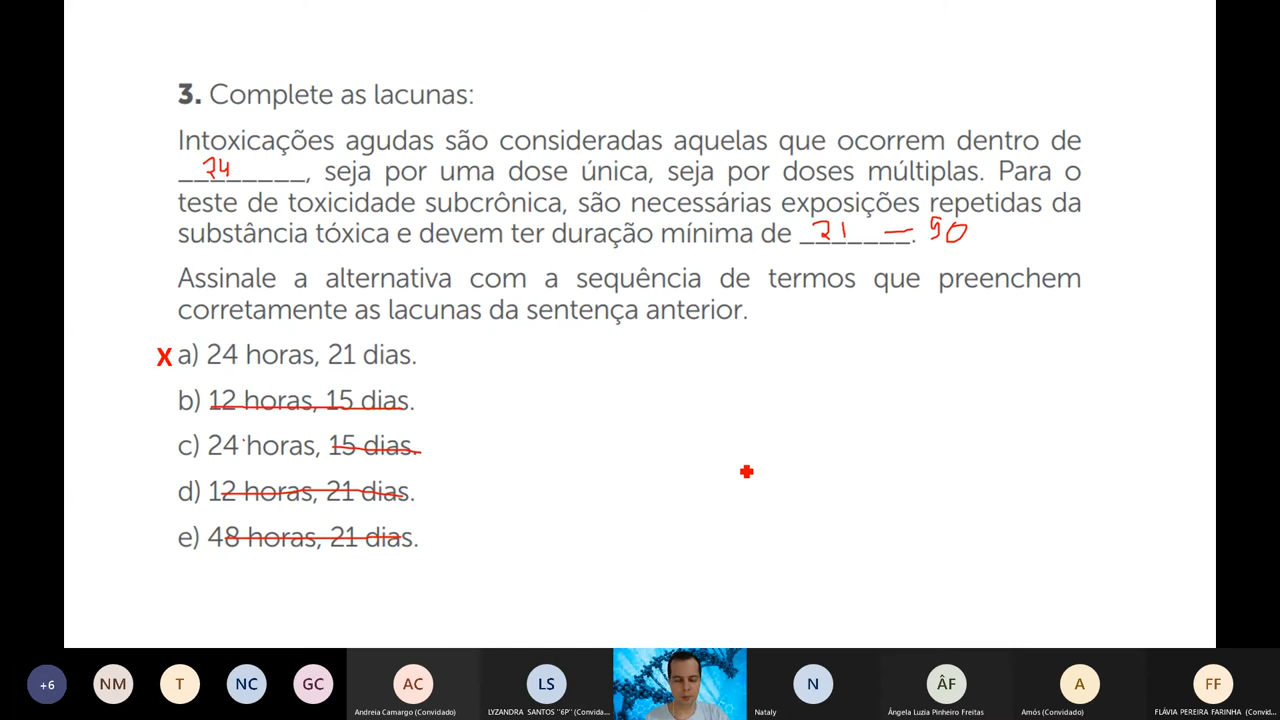 3. Complete as lacunas:
Intoxicações agudas são consideradas aquelas que ocorrem dentro de
24
________, seja por uma dose única, seja por doses múltiplas. Para o
teste de toxicidade subcrônica, são necessárias exposições repetidas da
substância tóxica e devem ter duração mínima de _______.
21 — 90
Assinale a alternativa com a sequência de termos que preenchem
corretamente as lacunas da sentença anterior.
X a) 24 horas, 21 dias.
b) 12 horas, 15 dias.
c) 24 horas, 15 dias.
d) 12 horas, 21 dias.
e) 48 horas, 21 dias.
+6 NM T NC GC AC LS N ÂF A FF
Andreia Camargo (Convidado) LYZANDRA SANTOS "6P" (Convida... Nataly Ângela Luzia Pinheiro Freitas Amós (Convidado) FLÁVIA PEREIRA FARINHA (Convid...